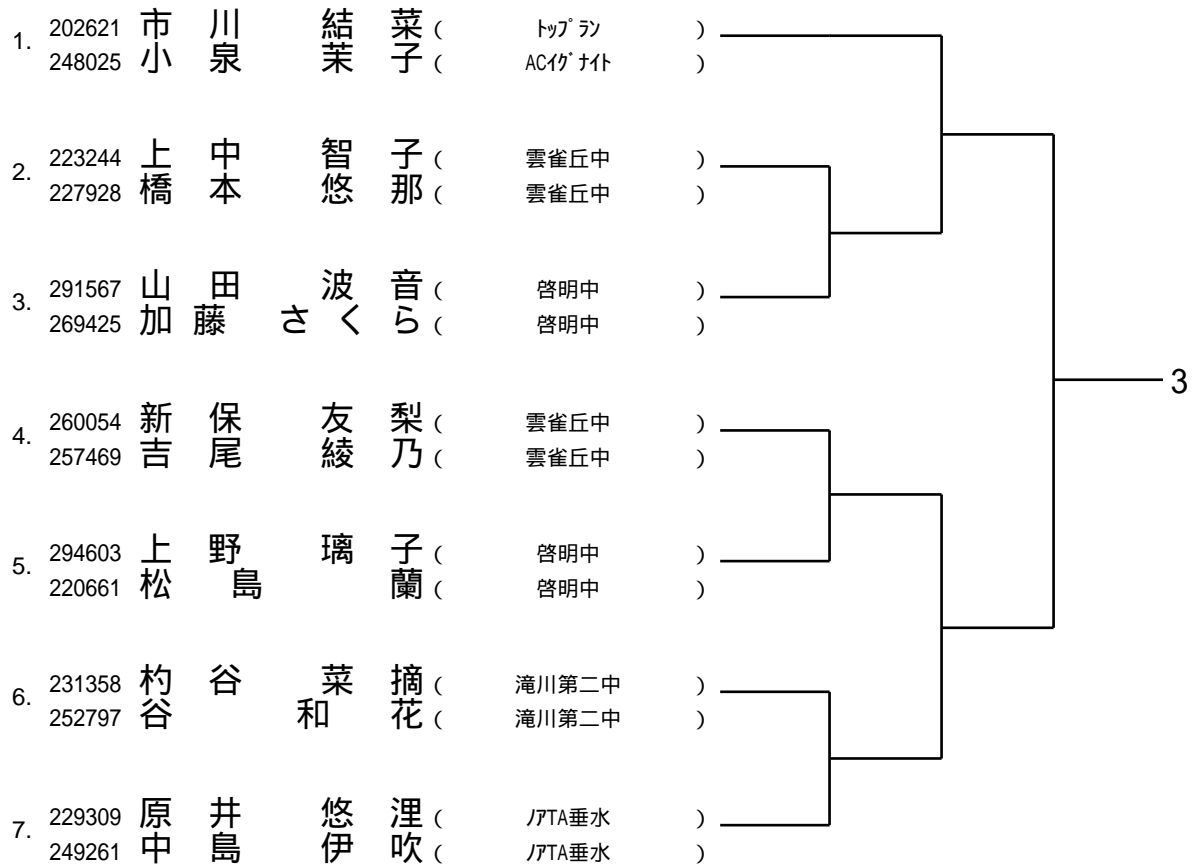 1. 202621 市川 結菜 ( ﾄｯﾌﾟﾗﾝ )
248025 小泉 茉子 ( ACｲｸﾞﾅｲﾄ )
2. 223244 上中 智子 ( 雲雀丘中 )
227928 橋本 悠那 ( 雲雀丘中 )
3. 291567 山田 波音 ( 啓明中 )
269425 加藤 さくら ( 啓明中 )
3
4. 260054 新保 友梨 ( 雲雀丘中 )
257469 吉尾 綾乃 ( 雲雀丘中 )
5. 294603 上野 璃子 ( 啓明中 )
220661 松島 蘭 ( 啓明中 )
6. 231358 杓谷 菜摘 ( 滝川第二中 )
252797 谷 和花 ( 滝川第二中 )
7. 229309 原井 悠浬 ( ﾉｱTA垂水 )
249261 中島 伊吹 ( ﾉｱTA垂水 )